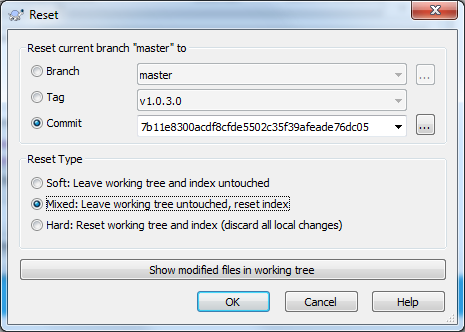 Reset
Reset current branch "master" to
Branch
master
...
Tag
v1.0.3.0
Commit
7b11e8300acdf8cfde5502c35f39afeade76dc05
...
Reset Type
Soft: Leave working tree and index untouched
Mixed: Leave working tree untouched, reset index
Hard: Reset working tree and index (discard all local changes)
Show modified files in working tree
OK
Cancel
Help